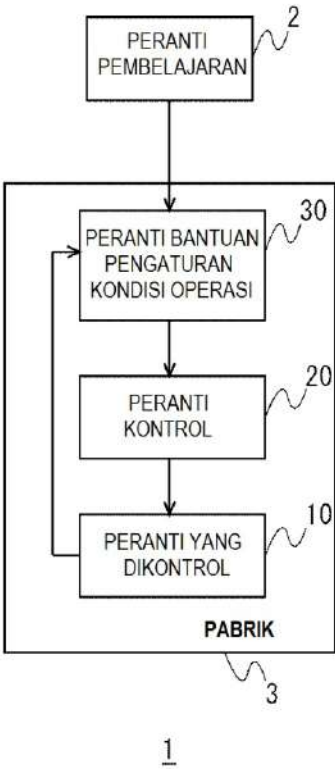 2
PERANTI
PEMBELAJARAN
30
PERANTI BANTUAN
PENGATURAN
KONDISI OPERASI
20
PERANTI
KONTROL
10
PERANTI YANG
DIKONTROL
PABRIK
3
1